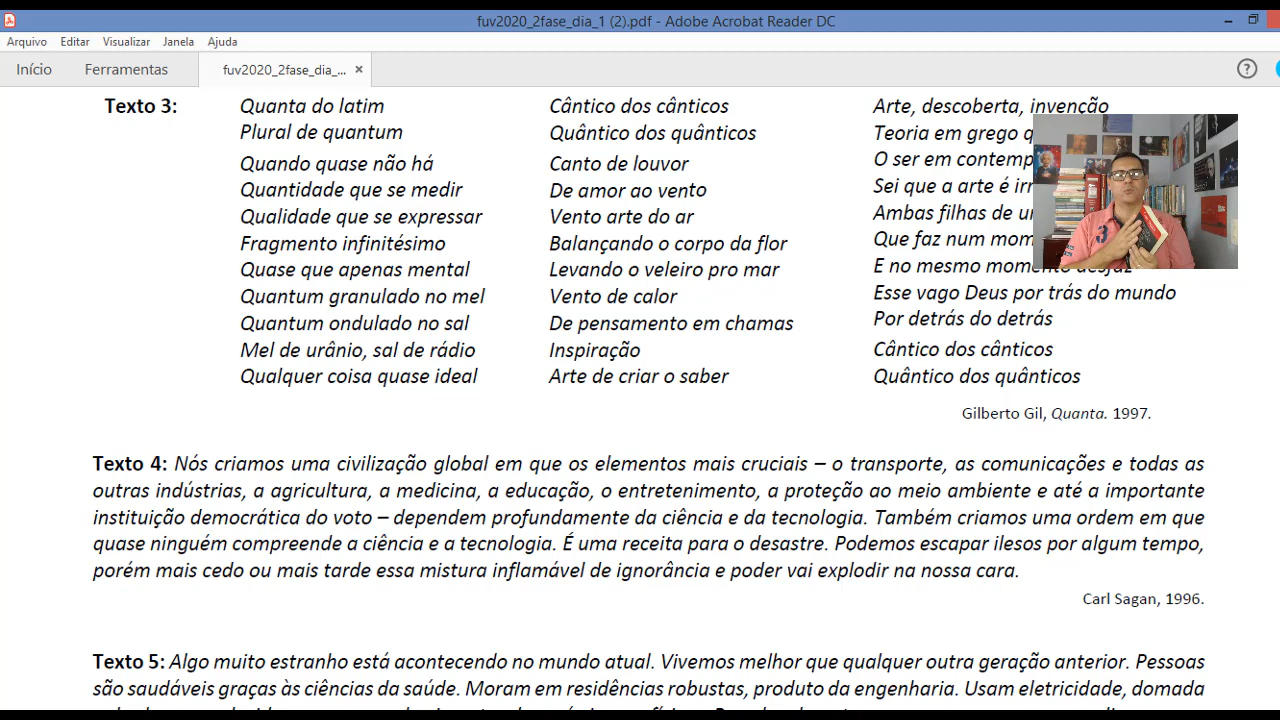 fuv2020_2fase_dia_1 (2).pdf - Adobe Acrobat Reader DC
Arquivo Editar Visualizar Janela Ajuda
Início Ferramentas fuv2020_2fase_dia_... ×
Texto 3:
Quanta do latim
Plural de quantum
Quando quase não há
Quantidade que se medir
Qualidade que se expressar
Fragmento infinitésimo
Quase que apenas mental
Quantum granulado no mel
Quantum ondulado no sal
Mel de urânio, sal de rádio
Qualquer coisa quase ideal
Cântico dos cânticos
Quântico dos quânticos
Canto de louvor
De amor ao vento
Vento arte do ar
Balançando o corpo da flor
Levando o veleiro pro mar
Vento de calor
De pensamento em chamas
Inspiração
Arte de criar o saber
Arte, descoberta, invenção
Teoria em grego
O ser em
Sei que a arte é
Ambas filhas de
Que faz num
E no mesmo momento desfaz
Esse vago Deus por trás do mundo
Por detrás do detrás
Cântico dos cânticos
Quântico dos quânticos
Gilberto Gil, Quanta. 1997.
Texto 4: Nós criamos uma civilização global em que os elementos mais cruciais – o transporte, as comunicações e todas as
outras indústrias, a agricultura, a medicina, a educação, o entretenimento, a proteção ao meio ambiente e até a importante
instituição democrática do voto – dependem profundamente da ciência e da tecnologia. Também criamos uma ordem em que
quase ninguém compreende a ciência e a tecnologia. É uma receita para o desastre. Podemos escapar ilesos por algum tempo,
porém mais cedo ou mais tarde essa mistura inflamável de ignorância e poder vai explodir na nossa cara.
Carl Sagan, 1996.
Texto 5: Algo muito estranho está acontecendo no mundo atual. Vivemos melhor que qualquer outra geração anterior. Pessoas
são saudáveis graças às ciências da saúde. Moram em residências robustas, produto da engenharia. Usam eletricidade, domada